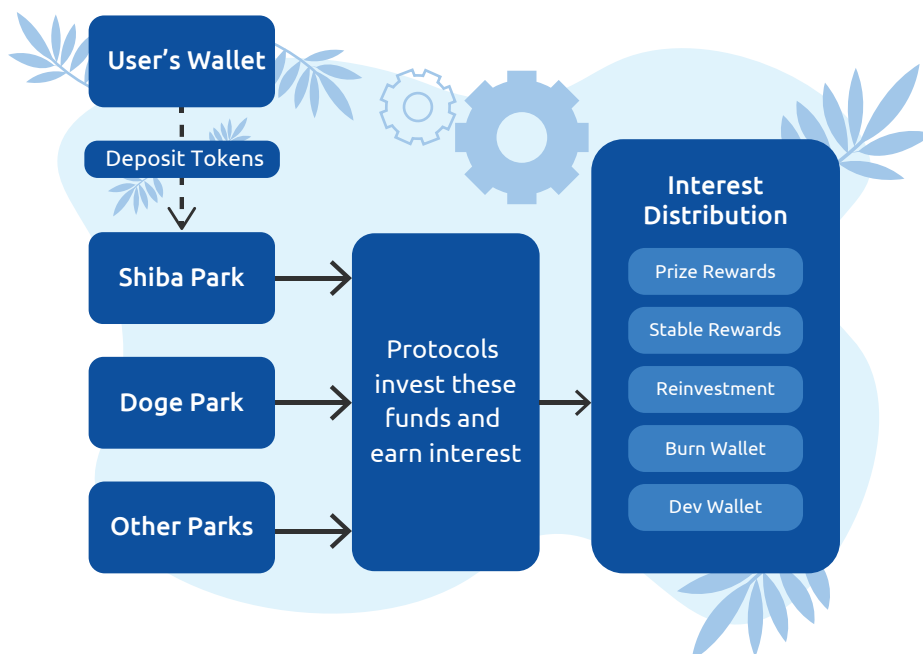 User’s Wallet
Deposit Tokens
Shiba Park
Doge Park
Other Parks
Protocols
invest these
funds and
earn interest
Interest
Distribution
Prize Rewards
Stable Rewards
Reinvestment
Burn Wallet
Dev Wallet